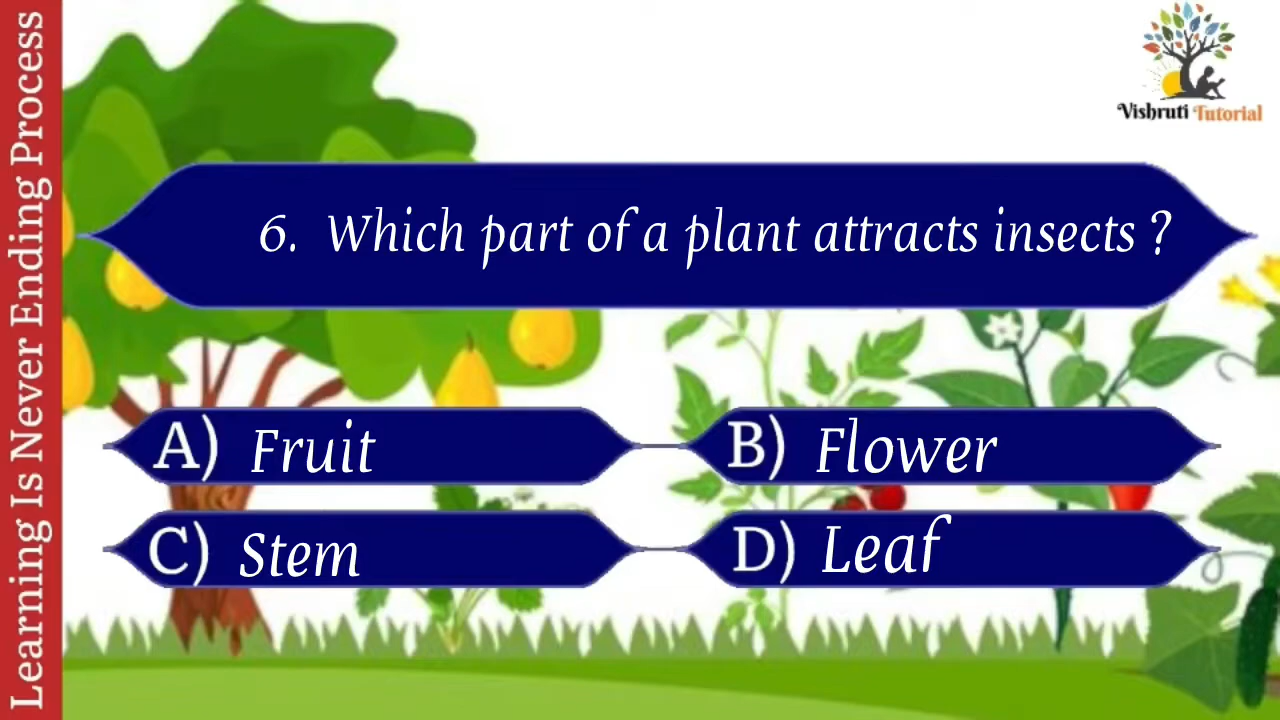 Learning Is Never Ending Process
Vishruti Tutorial
6. Which part of a plant attracts insects ?
A) Fruit
B) Flower
C) Stem
D) Leaf